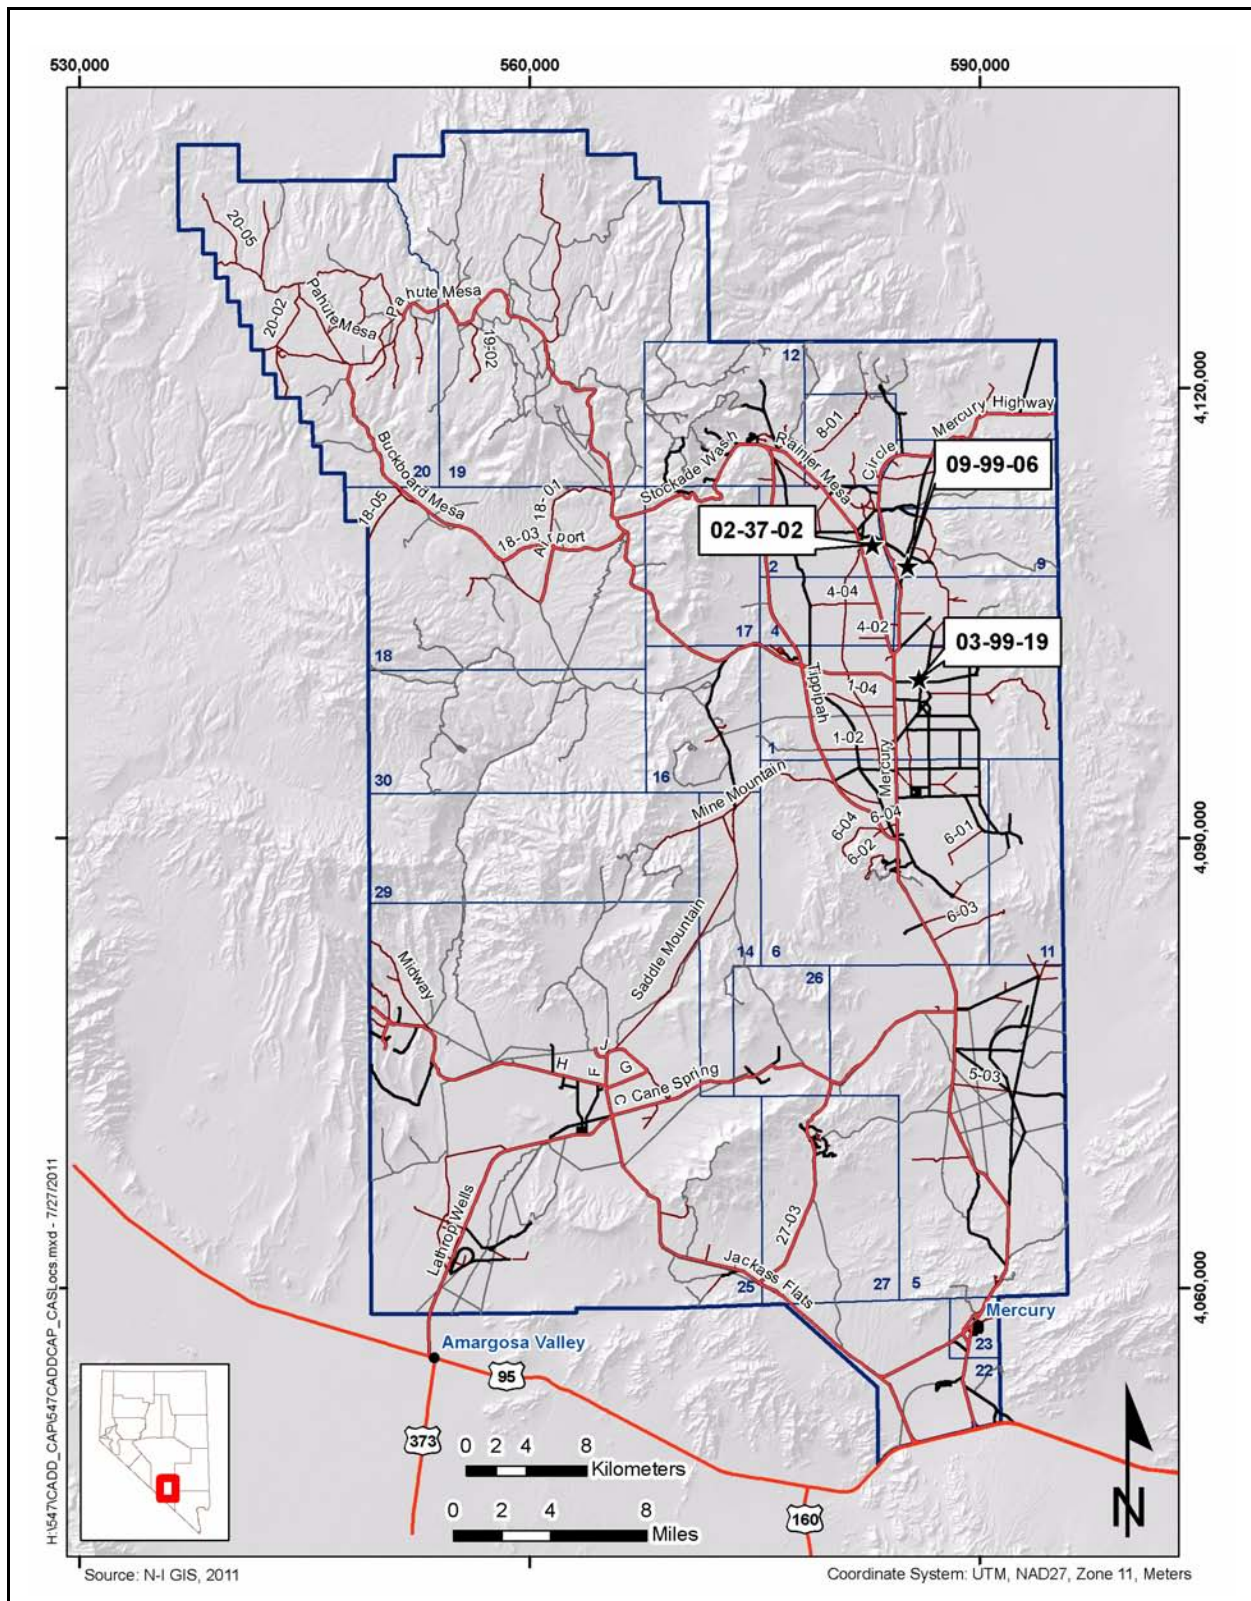 530,000
560,000
590,000
20-05
20-02
Pahute Mesa
Pahute Mesa
19-02
12
4,120,000
Mercury Highway
8-01
Circle
Rainier Mesa
Stockade Wash
09-99-06
20
19
Buckboard Mesa
18-05
18-01
18-03
Airport
02-37-02
2
9
4-04
4-02
03-99-19
17
4
18
Tippipah
1-04
1-02
Mercury
1
30
16
Mine Mountain
6-04
6-04
6-02
6-01
4,090,000
29
6-03
Saddle Mountain
14
6
11
Midway
26
J
H
F
G
C
Cane Spring
5-03
Lathrop Wells
27-03
Jackass Flats
25
27
5
4,060,000
Mercury
23
22
Amargosa Valley
95
373
160
0 2 4 8
Kilometers
0 2 4 8
Miles
N
H:\547\CADD_CAP\547CADDCAP_CASLocs.mxd - 7/27/2011
Source: N-I GIS, 2011
Coordinate System: UTM, NAD27, Zone 11, Meters